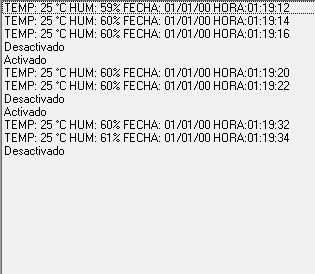 TEMP: 25 °C HUM: 59% FECHA: 01/01/00 HORA:01:19:12
TEMP: 25 °C HUM: 60% FECHA: 01/01/00 HORA:01:19:14
TEMP: 25 °C HUM: 60% FECHA: 01/01/00 HORA:01:19:16
Desactivado
Activado
TEMP: 25 °C HUM: 60% FECHA: 01/01/00 HORA:01:19:20
TEMP: 25 °C HUM: 60% FECHA: 01/01/00 HORA:01:19:22
Desactivado
Activado
TEMP: 25 °C HUM: 60% FECHA: 01/01/00 HORA:01:19:32
TEMP: 25 °C HUM: 61% FECHA: 01/01/00 HORA:01:19:34
Desactivado